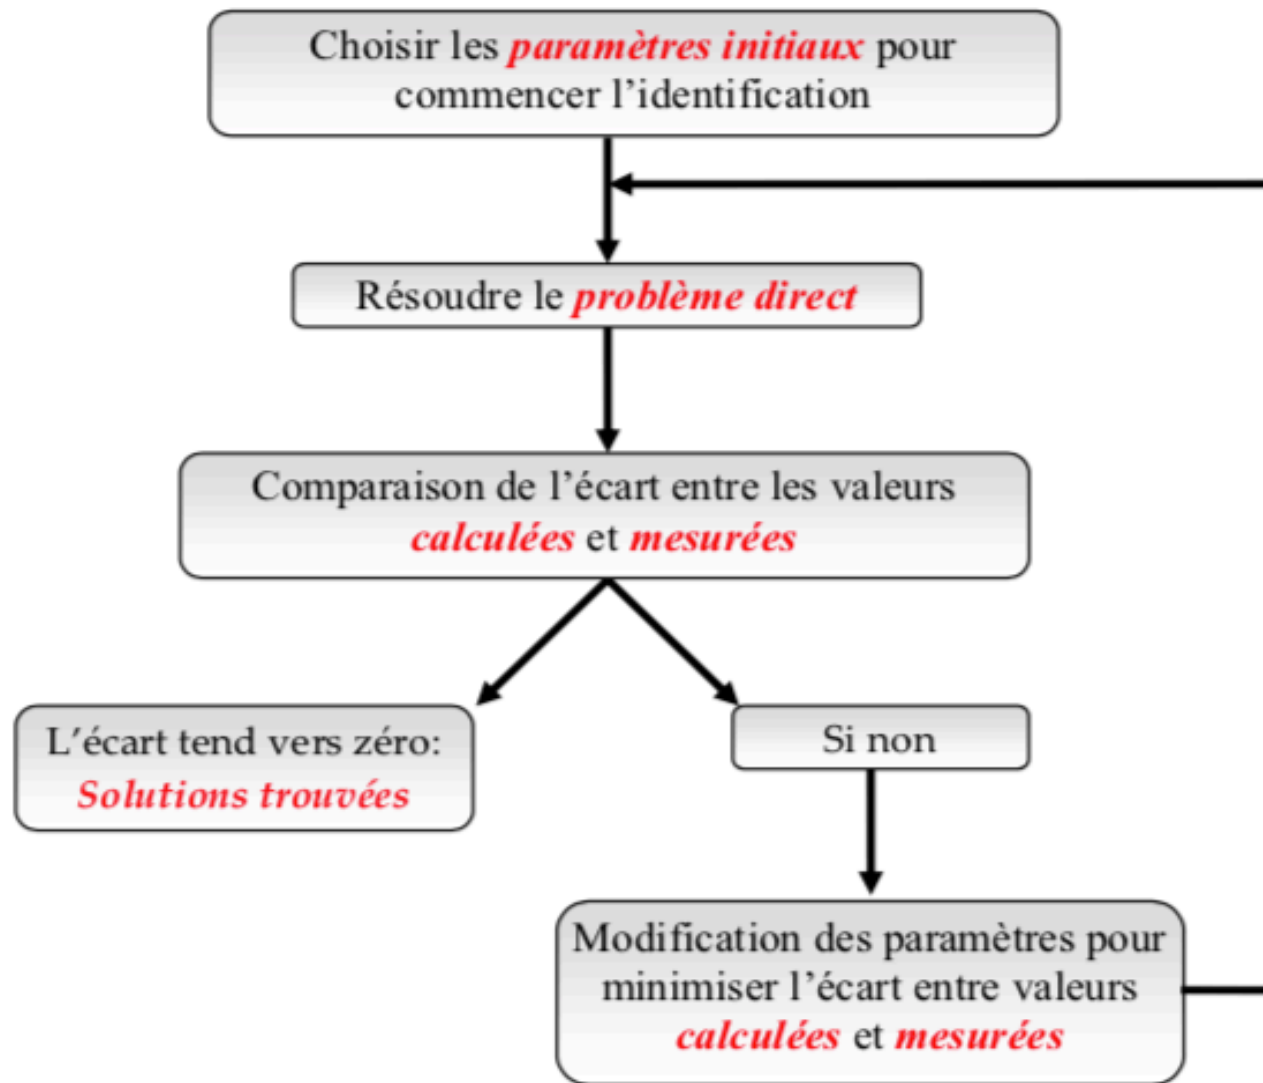 Choisir les paramètres initiaux pour
commencer l’identification
Résoudre le problème direct
Comparaison de l’écart entre les valeurs
calculées et mesurées
L’écart tend vers zéro:
Solutions trouvées
Si non
Modification des paramètres pour
minimiser l’écart entre valeurs
calculées et mesurées